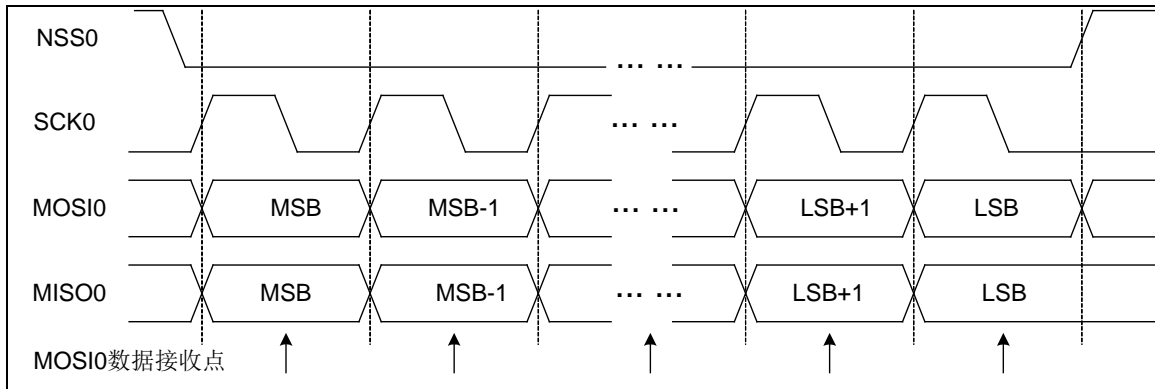 NSS0 ... ...
SCK0 ... ...
MOSI0 MSB MSB-1 ... ... LSB+1 LSB
MISO0 MSB MSB-1 ... ... LSB+1 LSB
MOSI0数据接收点